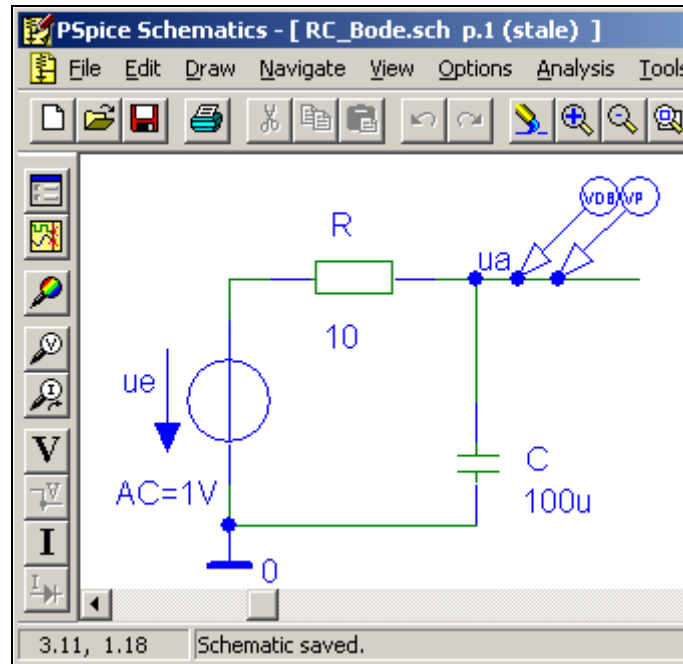 PSpice Schematics - [ RC_Bode.sch p.1 (stale) ]
File Edit Draw Navigate View Options Analysis Tools
VDB VP
R
ua
10
ue
V
I
V
AC=1V
C
100u
V
I
0
I
3.11, 1.18 Schematic saved.